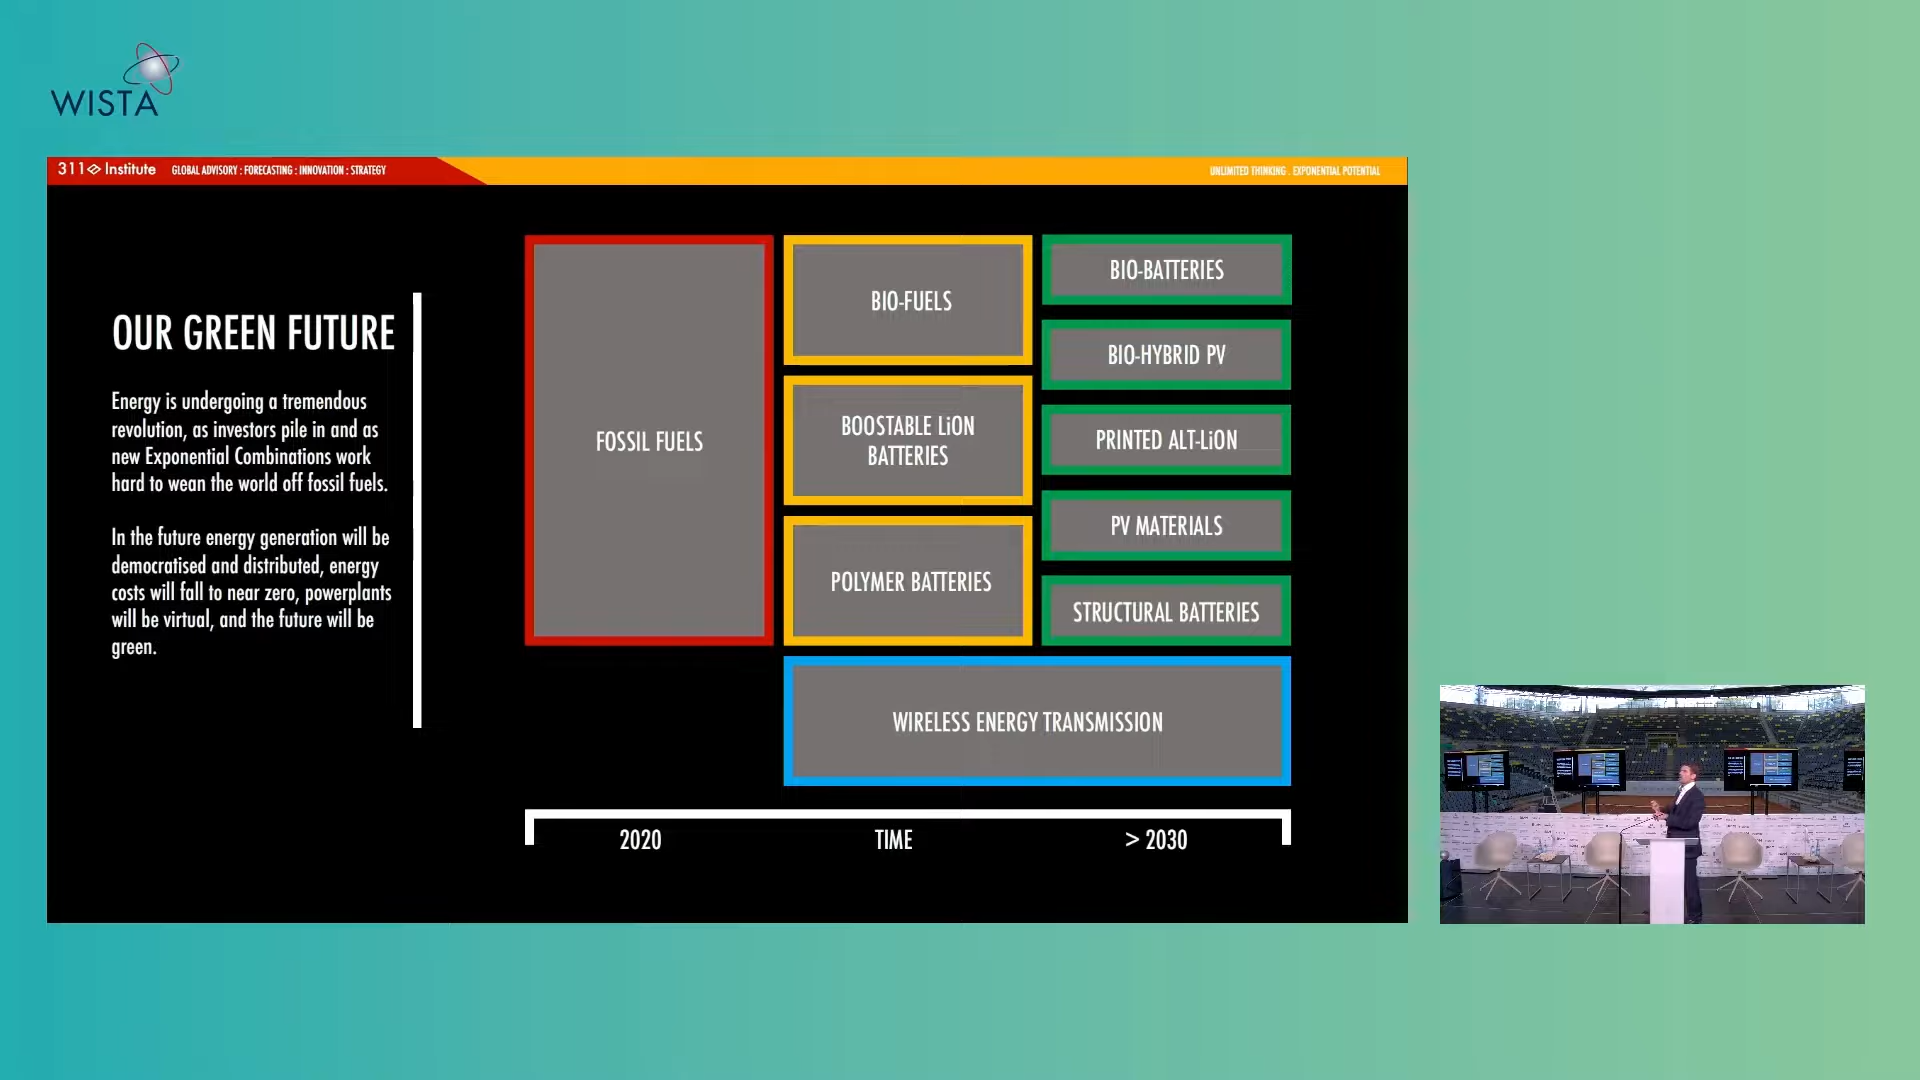 WISTA
311 Institute GLOBAL ADVISORY : FORECASTING : INNOVATION : STRATEGY
UNLIMITED THINKING . EXPONENTIAL POTENTIAL
OUR GREEN FUTURE
Energy is undergoing a tremendous
revolution, as investors pile in and as
new Exponential Combinations work
hard to wean the world off fossil fuels.
In the future energy generation will be
democratised and distributed, energy
costs will fall to near zero, powerplants
will be virtual, and the future will be
green.
FOSSIL FUELS
BIO-FUELS
BOOSTABLE LiON
BATTERIES
POLYMER BATTERIES
BIO-BATTERIES
BIO-HYBRID PV
PRINTED ALT-LiON
PV MATERIALS
STRUCTURAL BATTERIES
WIRELESS ENERGY TRANSMISSION
2020 TIME > 2030